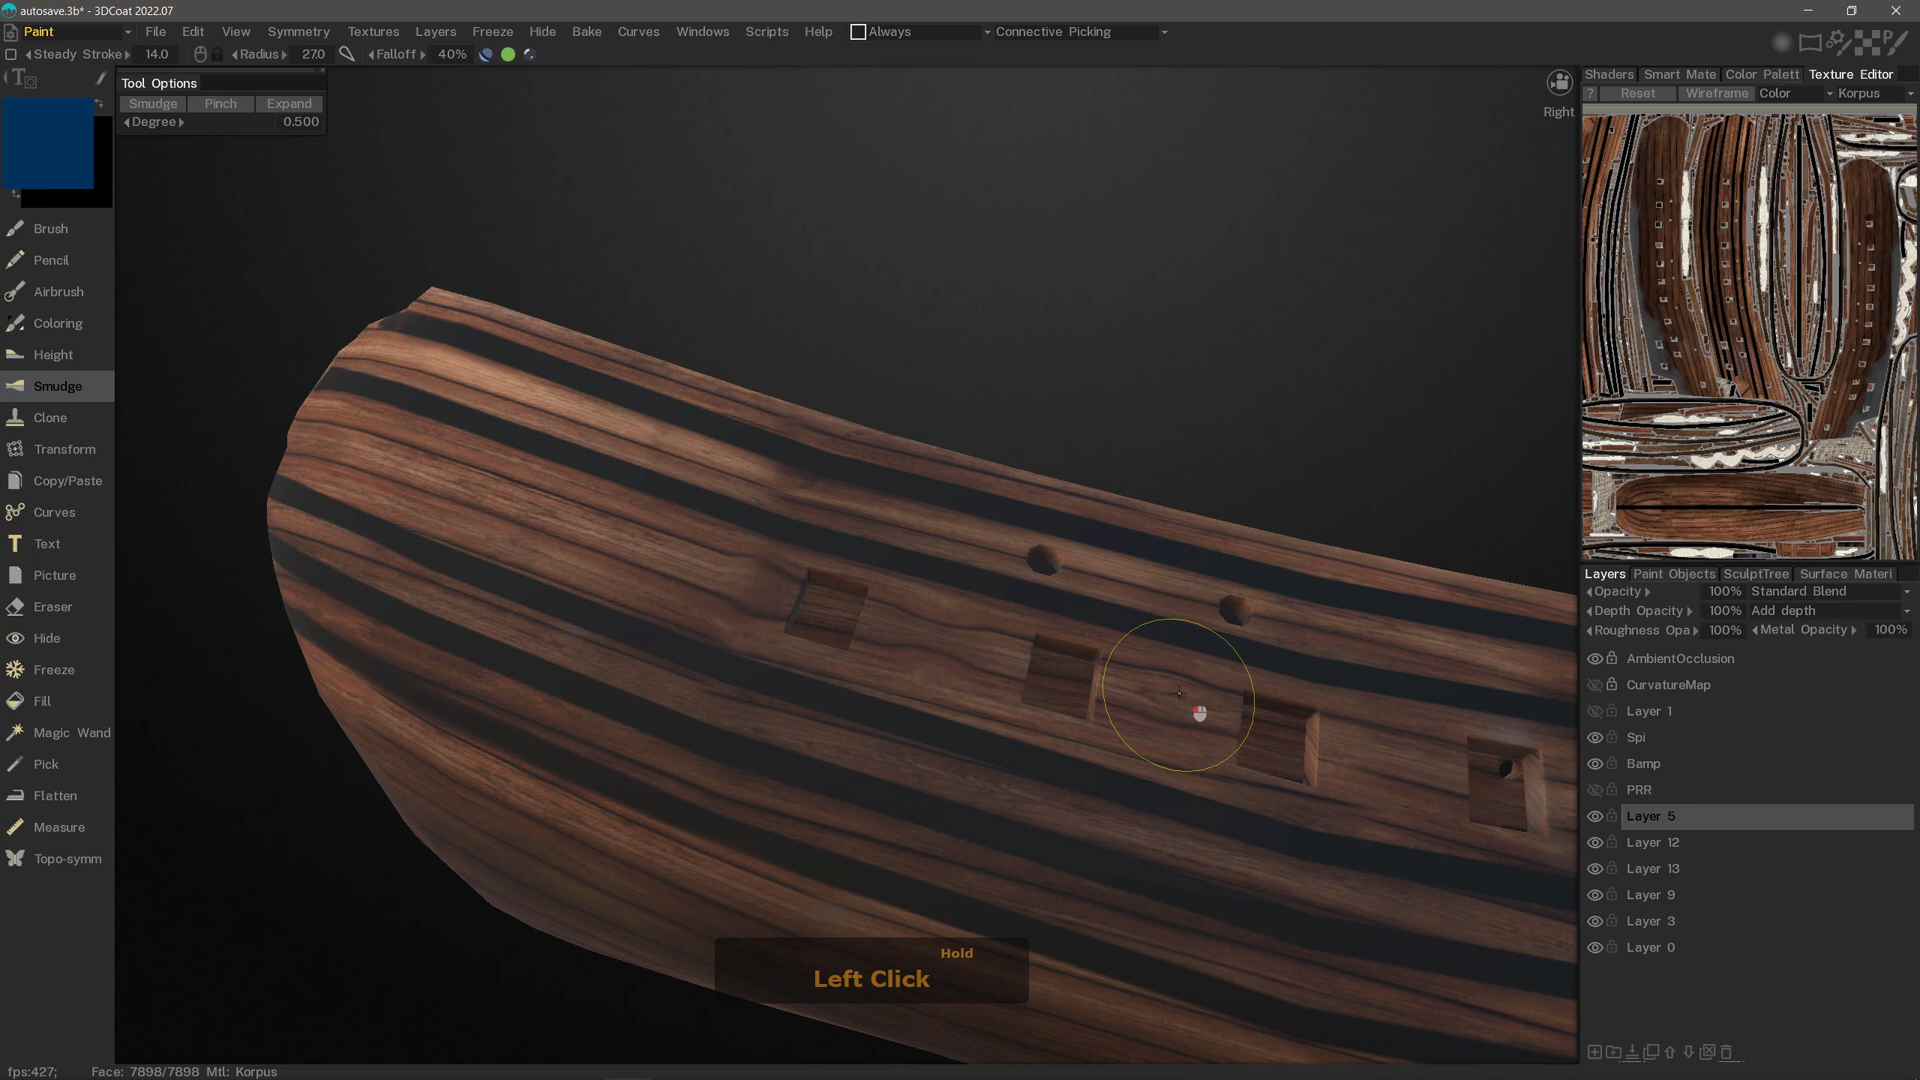 autosave.3b* - 3DCoat 2022.07
Paint File Edit View Symmetry Textures Layers Freeze Hide Bake Curves Windows Scripts Help Always Connective Picking
Steady Stroke 14.0 Radius 270 Falloff 40%
Tool Options
Smudge Pinch Expand
Degree 0.500
Right
Shaders Smart Mate Color Palett Texture Editor
? Reset Wireframe Color Korpus
Brush
Pencil
Airbrush
Coloring
Height
Smudge
Clone
Transform
Copy/Paste
Curves
Text
Picture
Eraser
Hide
Freeze
Fill
Magic Wand
Pick
Flatten
Measure
Topo-symm
Layers Paint Objects SculptTree Surface Materi
Opacity 100% Standard Blend
Depth Opacity 100% Add depth
Roughness Opa 100% Metal Opacity 100%
AmbientOcclusion
CurvatureMap
Layer 1
Spi
Bamp
PRR
Layer 5
Layer 12
Layer 13
Layer 9
Layer 3
Layer 0
Hold
Left Click
fps:427; Face: 7898/7898 Mtl: Korpus